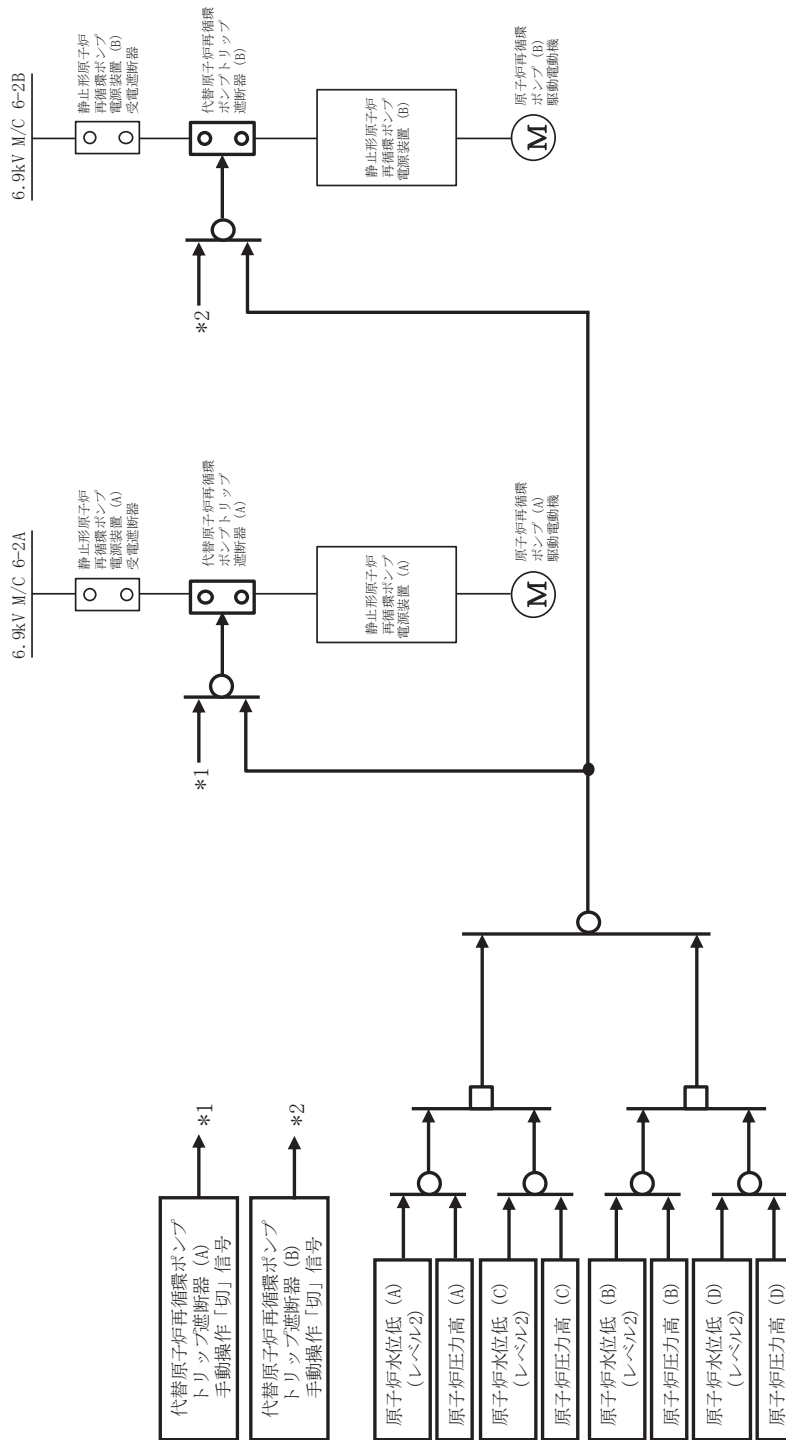 6.9kV M/C 6-2A
静止形原子炉
再循環ポンプ
電源装置 (A)
受電遮断器
代替原子炉再循環
ポンプトリップ
遮断器 (A)
*1
静止形原子炉
再循環ポンプ
電源装置 (A)
M
原子炉再循環
ポンプ (A)
駆動電動機
6.9kV M/C 6-2B
静止形原子炉
再循環ポンプ
電源装置 (B)
受電遮断器
代替原子炉再循環
ポンプトリップ
遮断器 (B)
*2
静止形原子炉
再循環ポンプ
電源装置 (B)
M
原子炉再循環
ポンプ (B)
駆動電動機
代替原子炉再循環ポンプ
トリップ遮断器 (A)
手動操作「切」信号
*1
代替原子炉再循環ポンプ
トリップ遮断器 (B)
手動操作「切」信号
*2
原子炉水位低 (A)
(レベル2)
原子炉圧力高 (A)
原子炉水位低 (C)
(レベル2)
原子炉圧力高 (C)
原子炉水位低 (B)
(レベル2)
原子炉圧力高 (B)
原子炉水位低 (D)
(レベル2)
原子炉圧力高 (D)